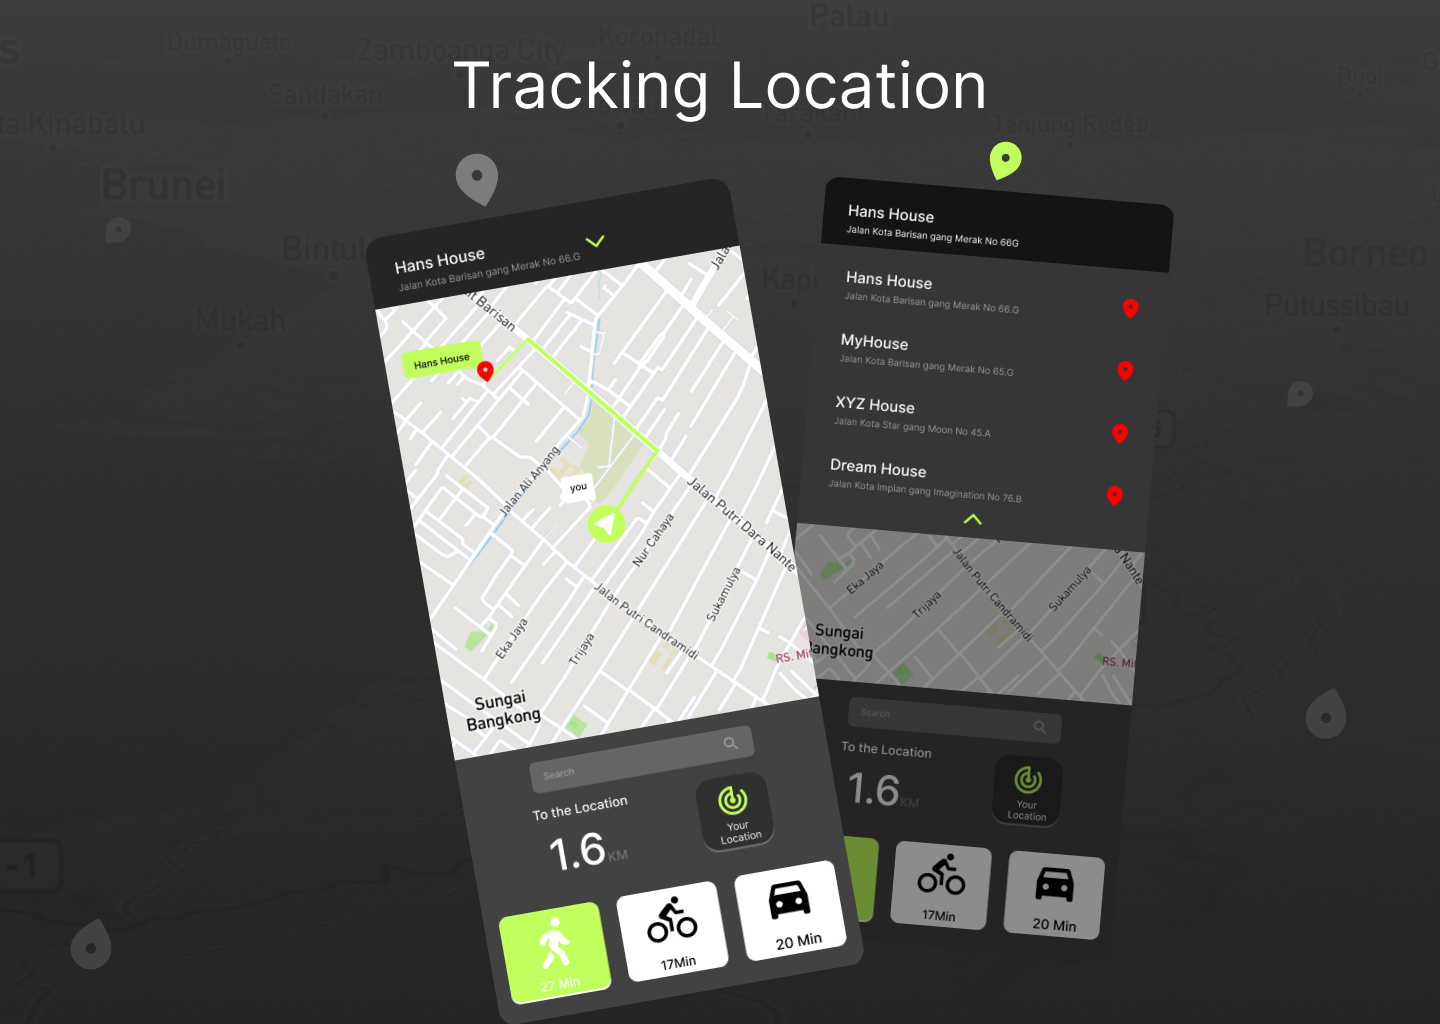 Palau
Dumaguete
Zamboanga City
Koronadal
Buol
Tracking Location
Sandakan
Tarakan
Tanjung Redeb
Kinabalu
Brunei
Borneo
Putussibau
Mukah
Hans House
Jalan Kota Barisan gang Merak No 66.G
Barisan
Hans House
Jalan Ali Anyang
you
Jalan Putri Dara Nante
Nur Cahaya
Jalan Putri Candramidi
Sukamulya
Eka Jaya
Trijaya
RS. Mit
Sungai
Bangkong
Search
To the Location
1.6 KM
Your
Location
27 Min
17Min
20 Min
Hans House
Jalan Kota Barisan gang Merak No 66G
Hans House
Jalan Kota Barisan gang Merak No 66.G
MyHouse
Jalan Kota Barisan gang Merak No 65.G
XYZ House
Jalan Kota Star gang Moon No 45.A
Dream House
Jalan Kota Impian gang Imagination No 76.B
Nante
Eka Jaya
Trijaya
Jalan Putri Candramidi
Sukamulya
Sungai
Bangkong
RS. Mi
Search
To the Location
1.6 KM
Your
Location
17Min
20 Min
-1